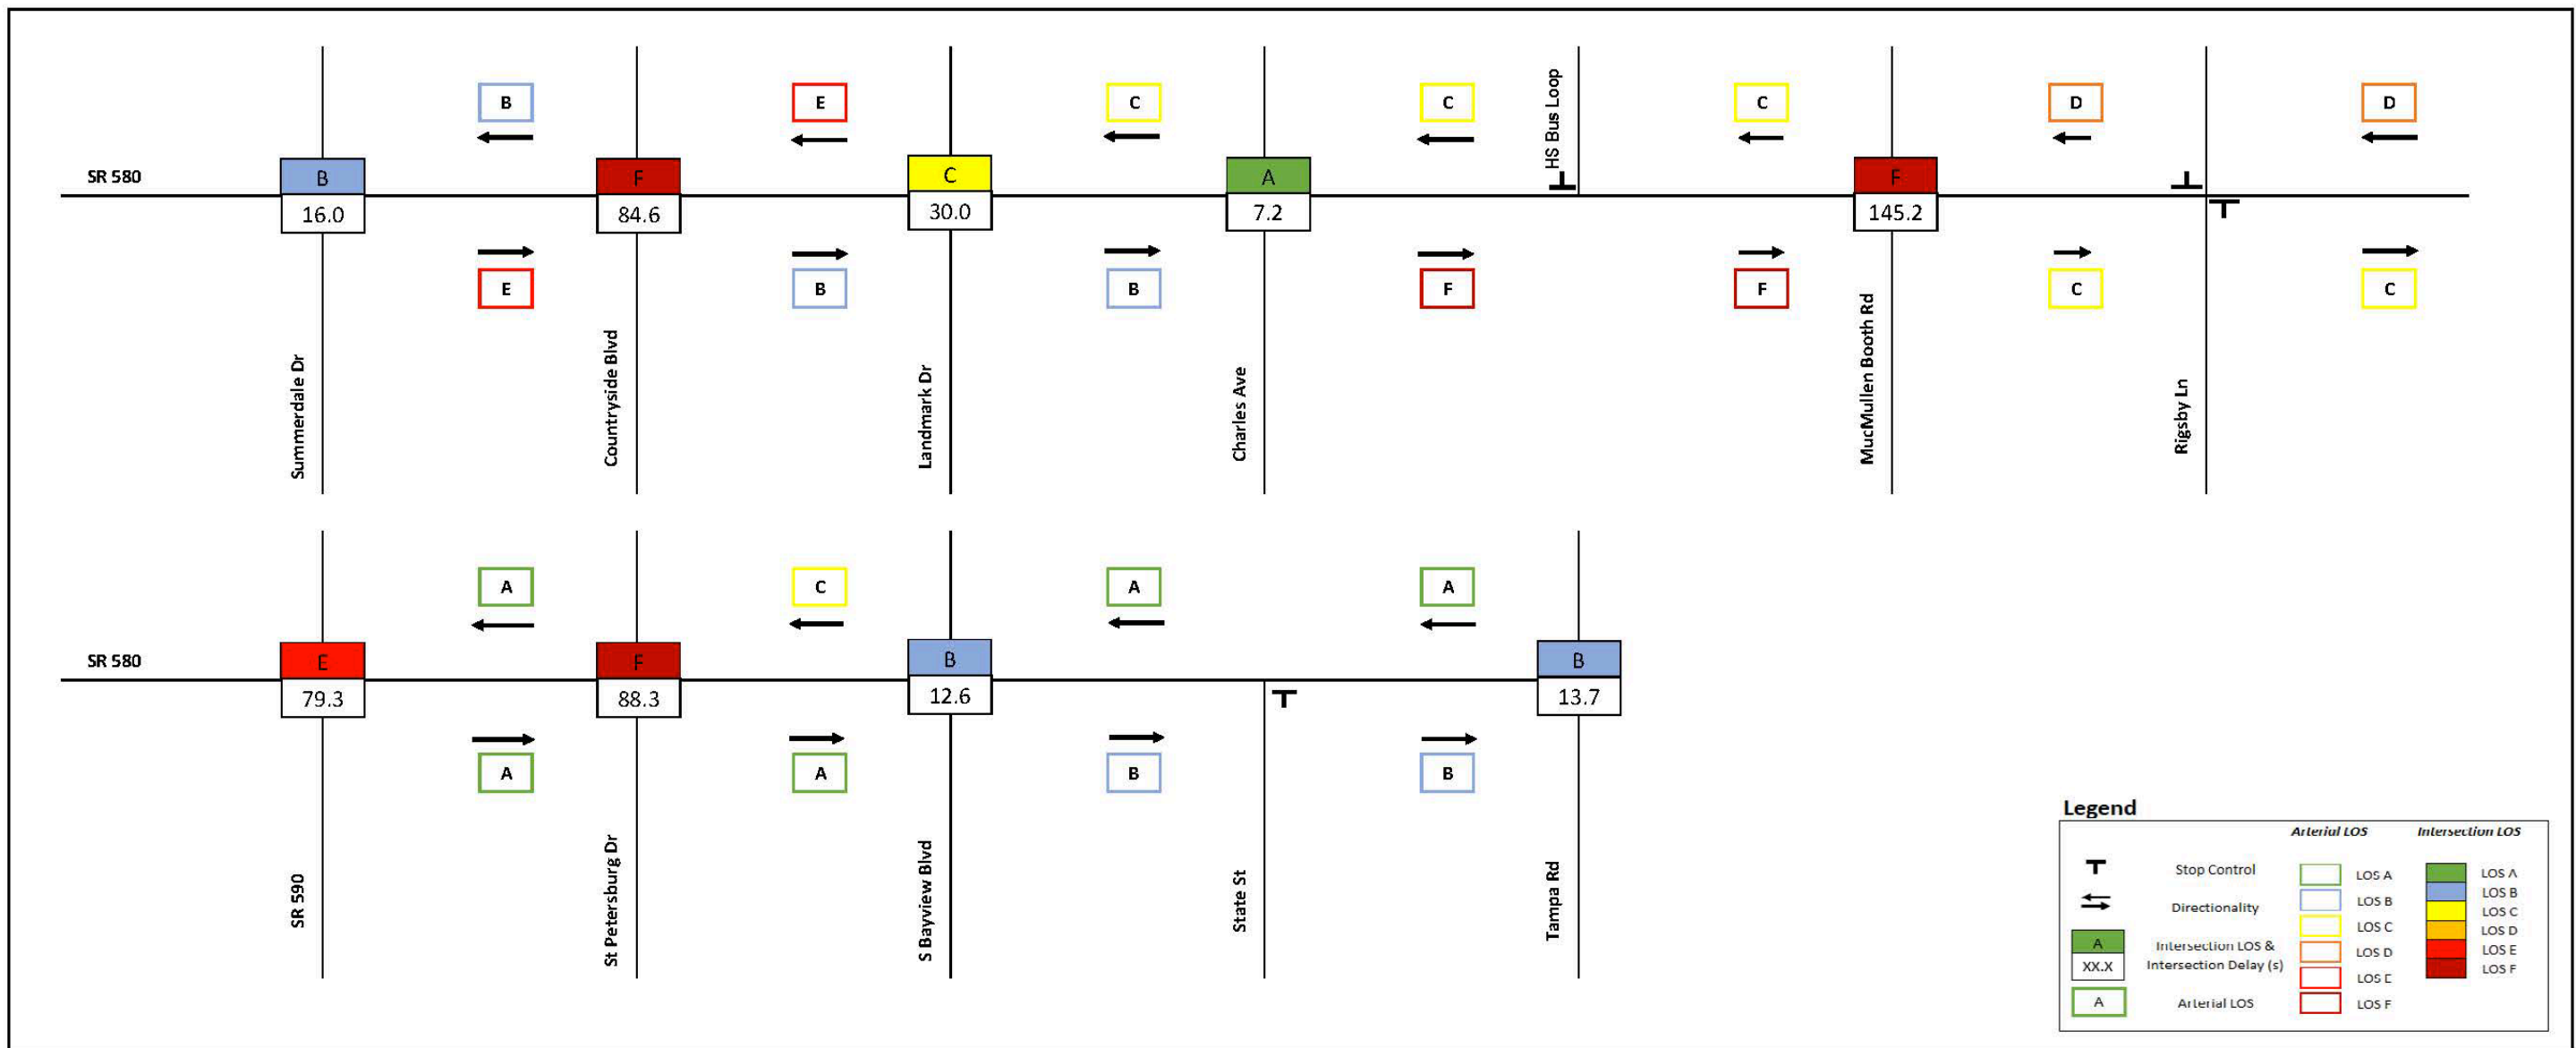 B
E
C
C
C
D
D
HS Bus Loop
SR 580
B
F
C
A
F
16.0
84.6
30.0
7.2
145.2
E
B
B
F
F
C
C
Summerdale Dr
Countryside Blvd
Landmark Dr
Charles Ave
MucMullen Booth Rd
Rigsby Ln
A
C
A
A
SR 580
E
F
B
B
79.3
88.3
12.6
13.7
A
A
B
B
SR 590
St Petersburg Dr
S Bayview Blvd
State St
Tampa Rd
Legend
Arterial LOS
Intersection LOS
Stop Control
Directionality
A
XX.X
Intersection LOS &
Intersection Delay (s)
A
Arterial LOS
LOS A
LOS B
LOS C
LOS D
LOS E
LOS F
LOS A
LOS B
LOS C
LOS D
LOS E
LOS F